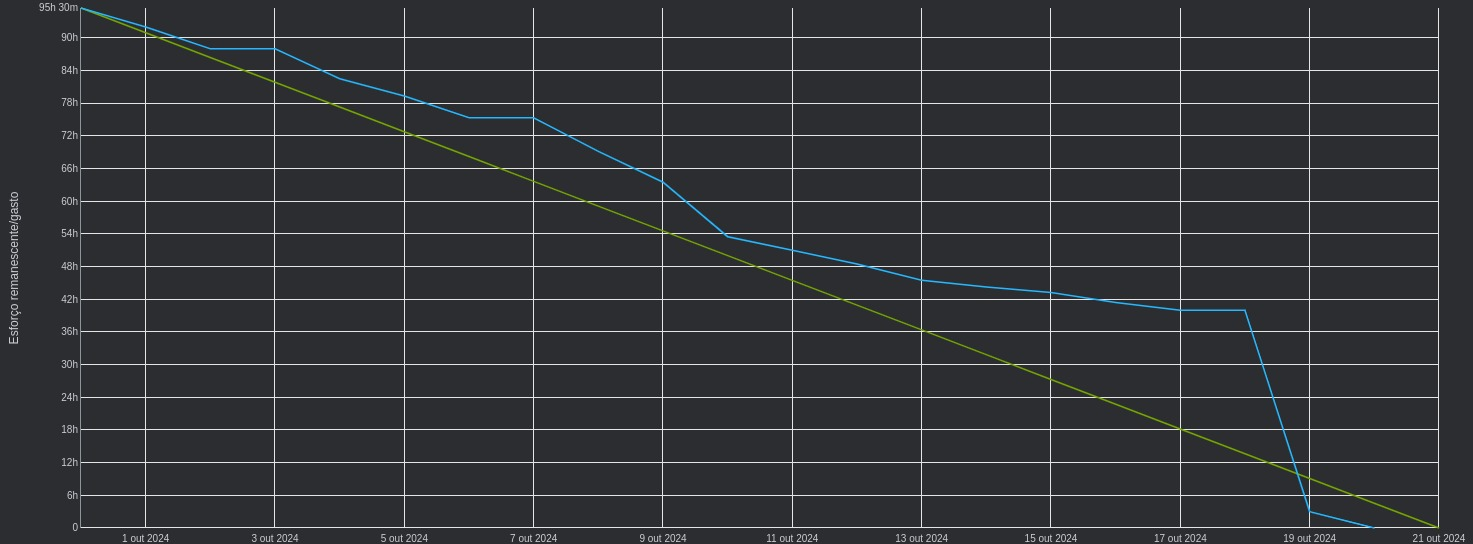 95h 30m
90h
84h
78h
72h
66h
60h
54h
48h
42h
36h
30h
24h
18h
12h
6h
0
Esforço remanescente/gasto
1 out 2024
3 out 2024
5 out 2024
7 out 2024
9 out 2024
11 out 2024
13 out 2024
15 out 2024
17 out 2024
19 out 2024
21 out 2024